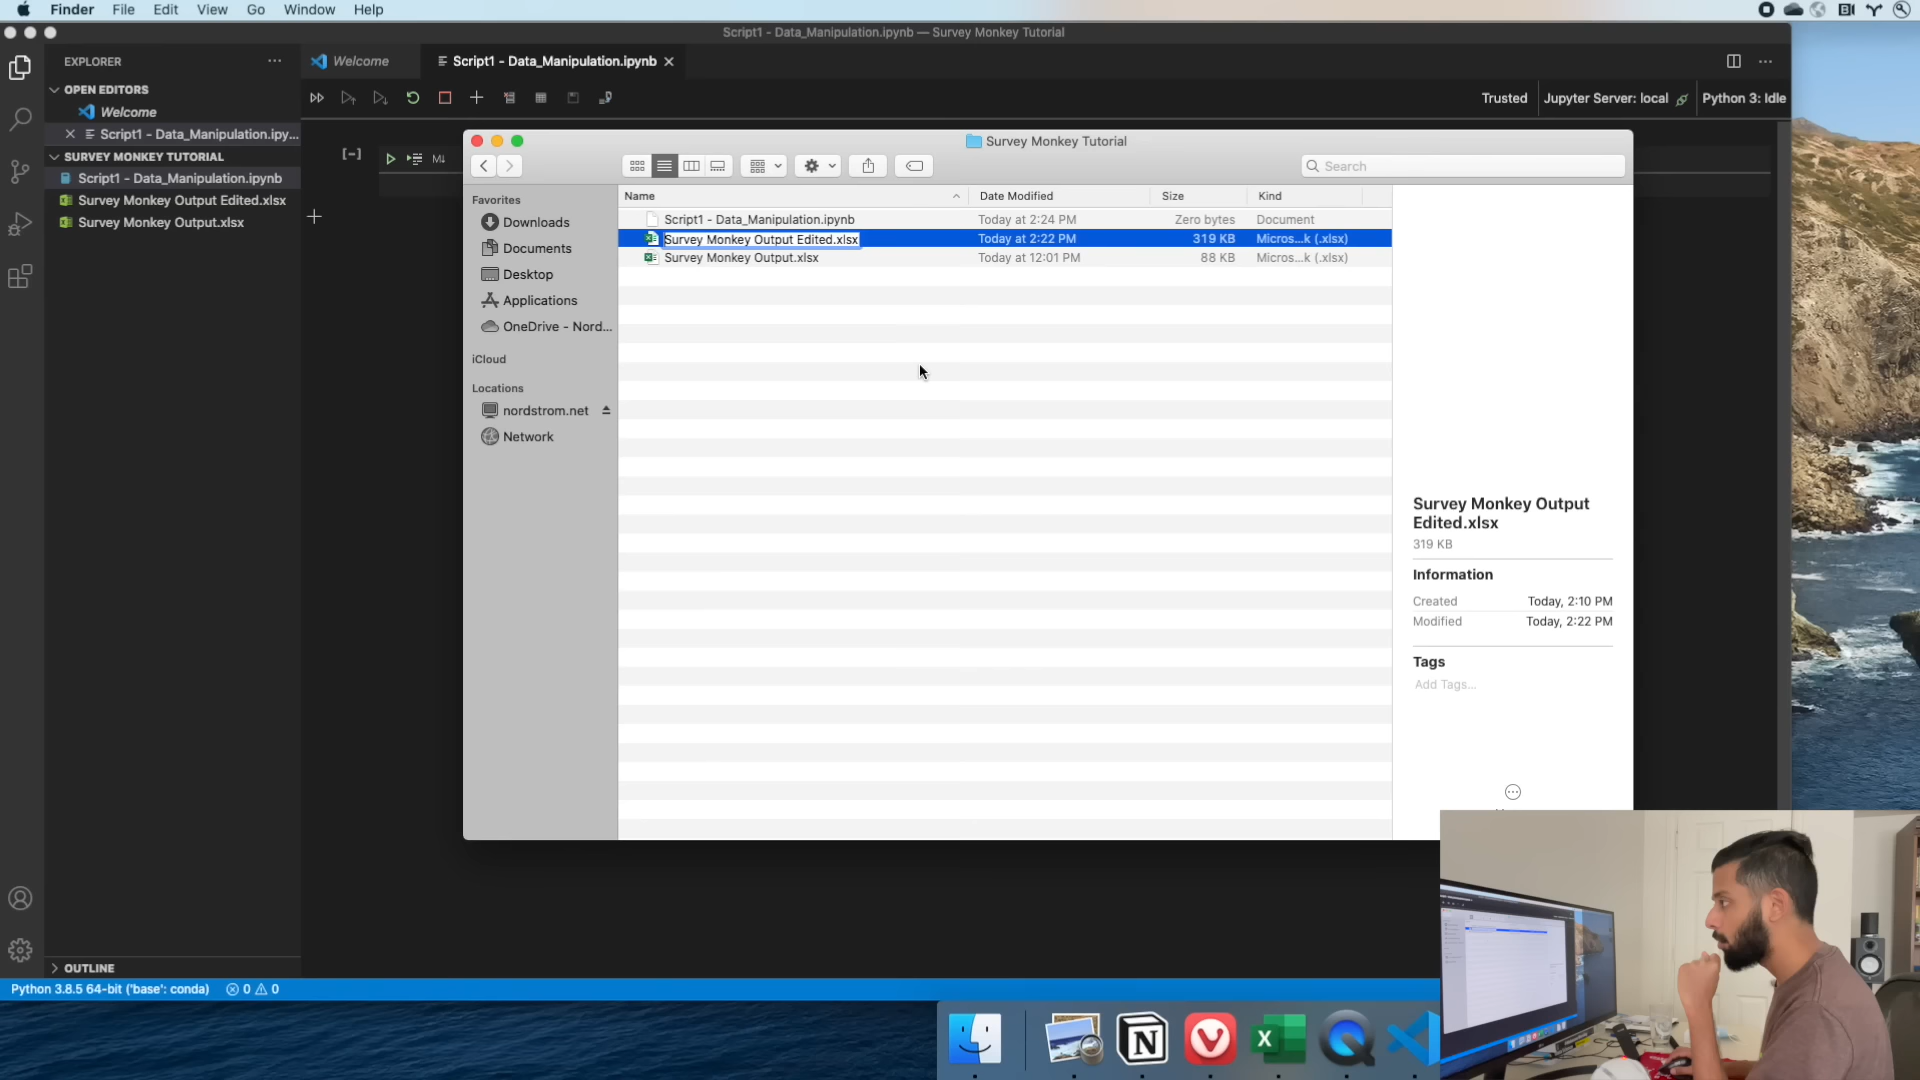 Finder File Edit View Go Window Help
Script1 - Data_Manipulation.ipynb — Survey Monkey Tutorial
EXPLORER
Welcome
Script1 - Data_Manipulation.ipynb
OPEN EDITORS
Welcome
Script1 - Data_Manipulation.ipy...
SURVEY MONKEY TUTORIAL
Script1 - Data_Manipulation.ipynb
Survey Monkey Output Edited.xlsx
Survey Monkey Output.xlsx
Trusted
Jupyter Server: local
Python 3: Idle
[-]
M↓
Survey Monkey Tutorial
Search
Favorites
Downloads
Documents
Desktop
Applications
OneDrive - Nord...
iCloud
Locations
nordstrom.net
Network
Name Date Modified Size Kind
Script1 - Data_Manipulation.ipynb Today at 2:24 PM Zero bytes Document
Survey Monkey Output Edited.xlsx Today at 2:22 PM 319 KB Micros...k (.xlsx)
Survey Monkey Output.xlsx Today at 12:01 PM 88 KB Micros...k (.xlsx)
Survey Monkey Output
Edited.xlsx
319 KB
Information
Created Today, 2:10 PM
Modified Today, 2:22 PM
Tags
Add Tags...
OUTLINE
Python 3.8.5 64-bit ('base': conda) 0 0